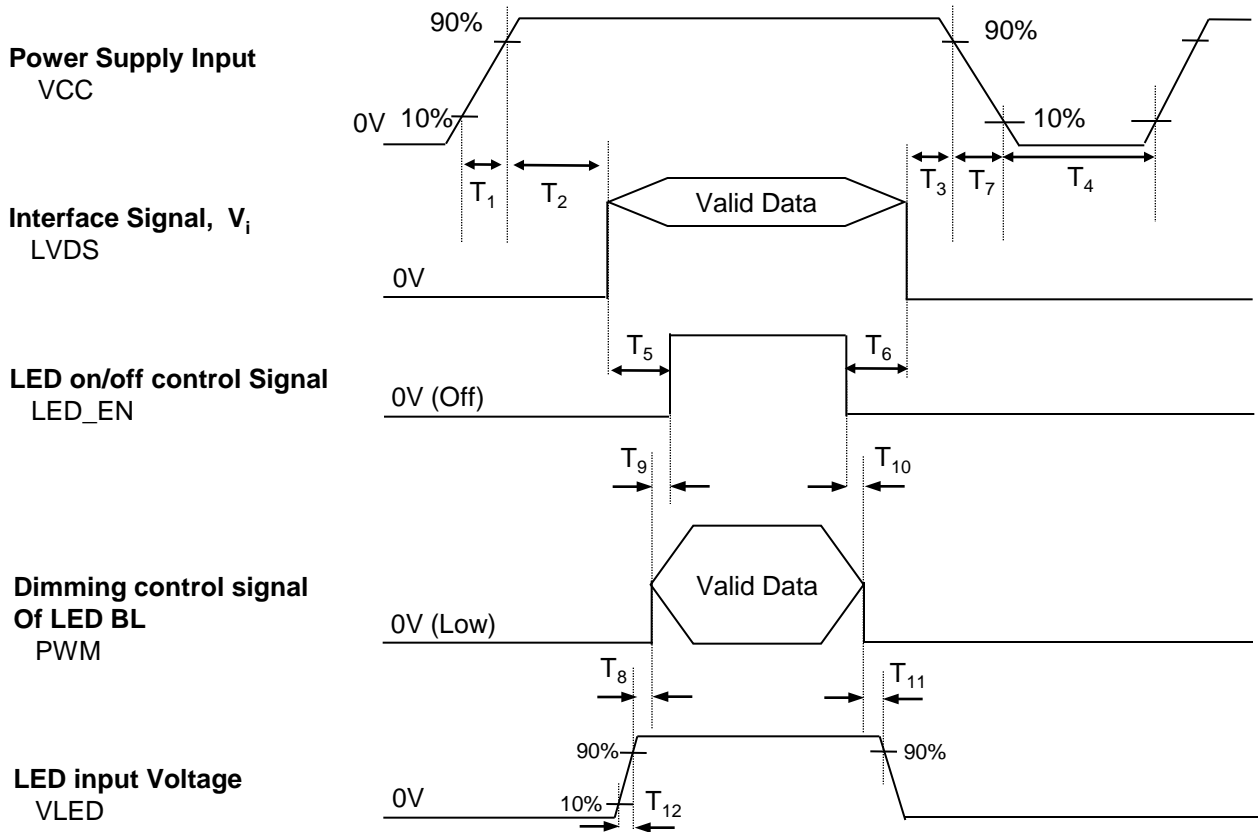 90%
90%
Power Supply Input
VCC
0V
10%
10%
T1
T2
T3
T7
T4
Interface Signal, Vi
LVDS
Valid Data
0V
T5
T6
LED on/off control Signal
LED_EN
0V (Off)
T9
T10
Dimming control signal
Of LED BL
PWM
Valid Data
0V (Low)
T8
T11
90%
90%
LED input Voltage
VLED
0V
10%
T12